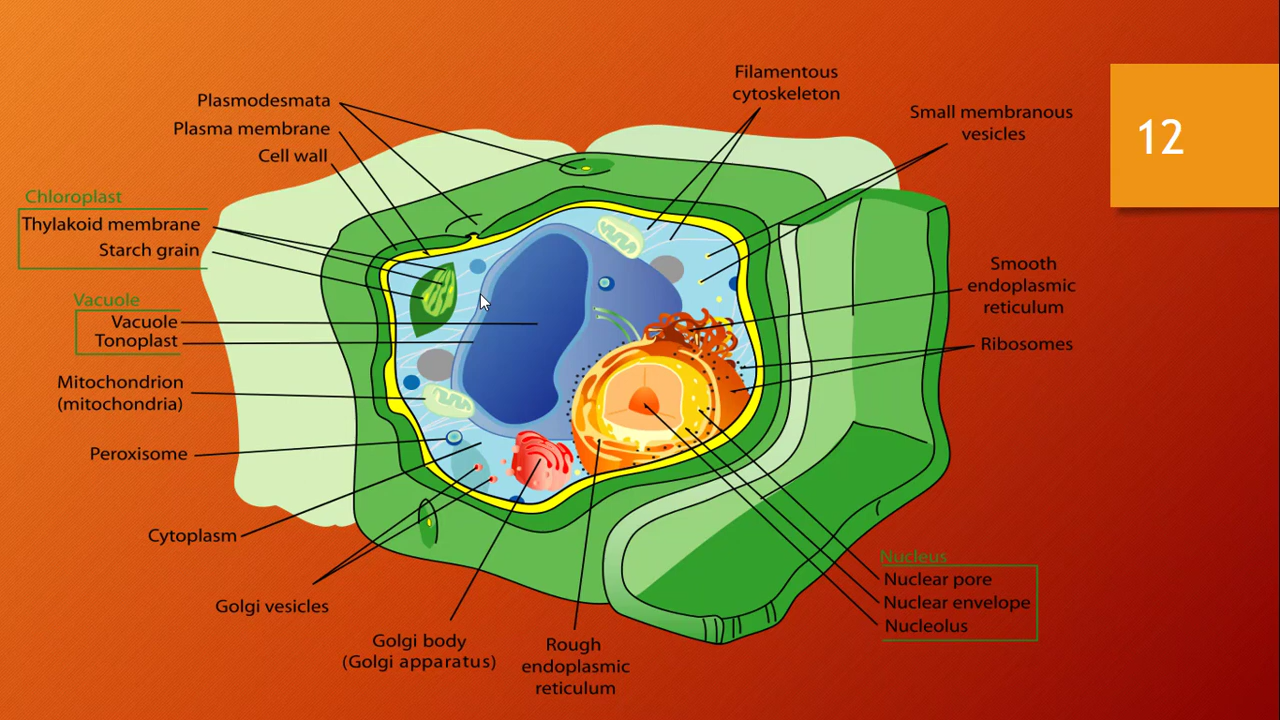 Filamentous
cytoskeleton
Small membranous
vesicles
12
Plasmodesmata
Plasma membrane
Cell wall
Chloroplast
Thylakoid membrane
Starch grain
Vacuole
Vacuole
Tonoplast
Mitochondrion
(mitochondria)
Peroxisome
Cytoplasm
Golgi vesicles
Golgi body
(Golgi apparatus)
Rough
endoplasmic
reticulum
Smooth
endoplasmic
reticulum
Ribosomes
Nucleus
Nuclear pore
Nuclear envelope
Nucleolus